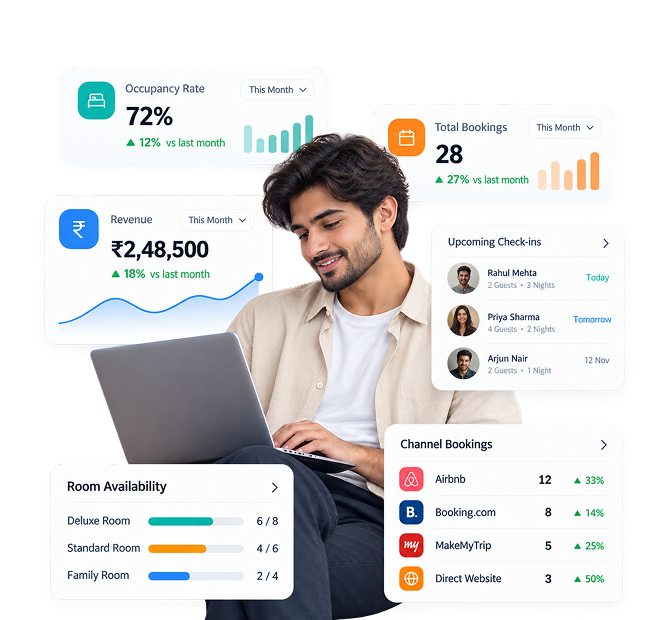 Occupancy Rate
This Month
72%
▲ 12% vs last month
Total Bookings
This Month
28
▲ 27% vs last month
₹
Revenue
This Month
₹2,48,500
▲ 18% vs last month
Upcoming Check-ins
Rahul Mehta
2 Guests • 3 Nights
Today
Priya Sharma
4 Guests • 2 Nights
Tomorrow
Arjun Nair
2 Guests • 1 Night
12 Nov
Room Availability
Deluxe Room 6 / 8
Standard Room 4 / 6
Family Room 2 / 4
Channel Bookings
Airbnb 12 ▲ 33%
B. Booking.com 8 ▲ 14%
my MakeMyTrip 5 ▲ 25%
Direct Website 3 ▲ 50%